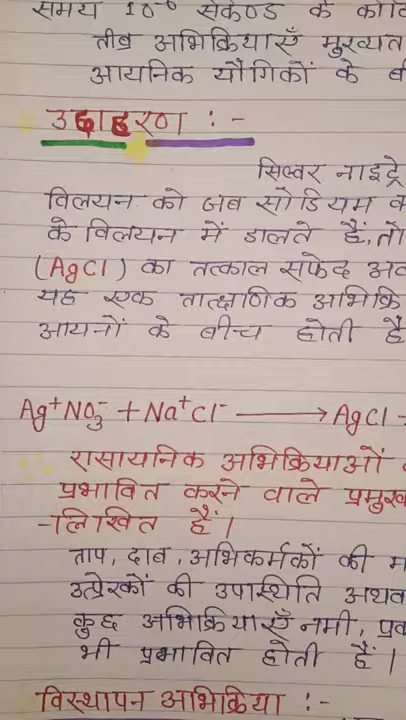 समय 10⁻⁶ सेकेण्ड के
तीव्र अभिक्रियाएँ मुख्यत
आयनिक यौगिकों के
उदाहरण :-
सिल्वर नाइट्रे
विलयन को जब सोडियम
के विलयन में डालते हैं, तो
(AgCl) का तत्काल सफेद अव
यह एक तात्क्षणिक अभिक्रि
आयनों के बीच होती है
Ag⁺NO₃⁻ + Na⁺Cl⁻ ⟶ AgCl
रासायनिक अभिक्रियाओं
प्रभावित करने वाले प्रमुख
-लिखित हैं।
ताप, दाब, अभिकर्मकों की
उत्प्रेरकों की उपास्थिति अथव
कुछ अभिक्रियाएँ नमी, प्रक
भी प्रभावित होती हैं।
विस्थापन अभिक्रिया :-